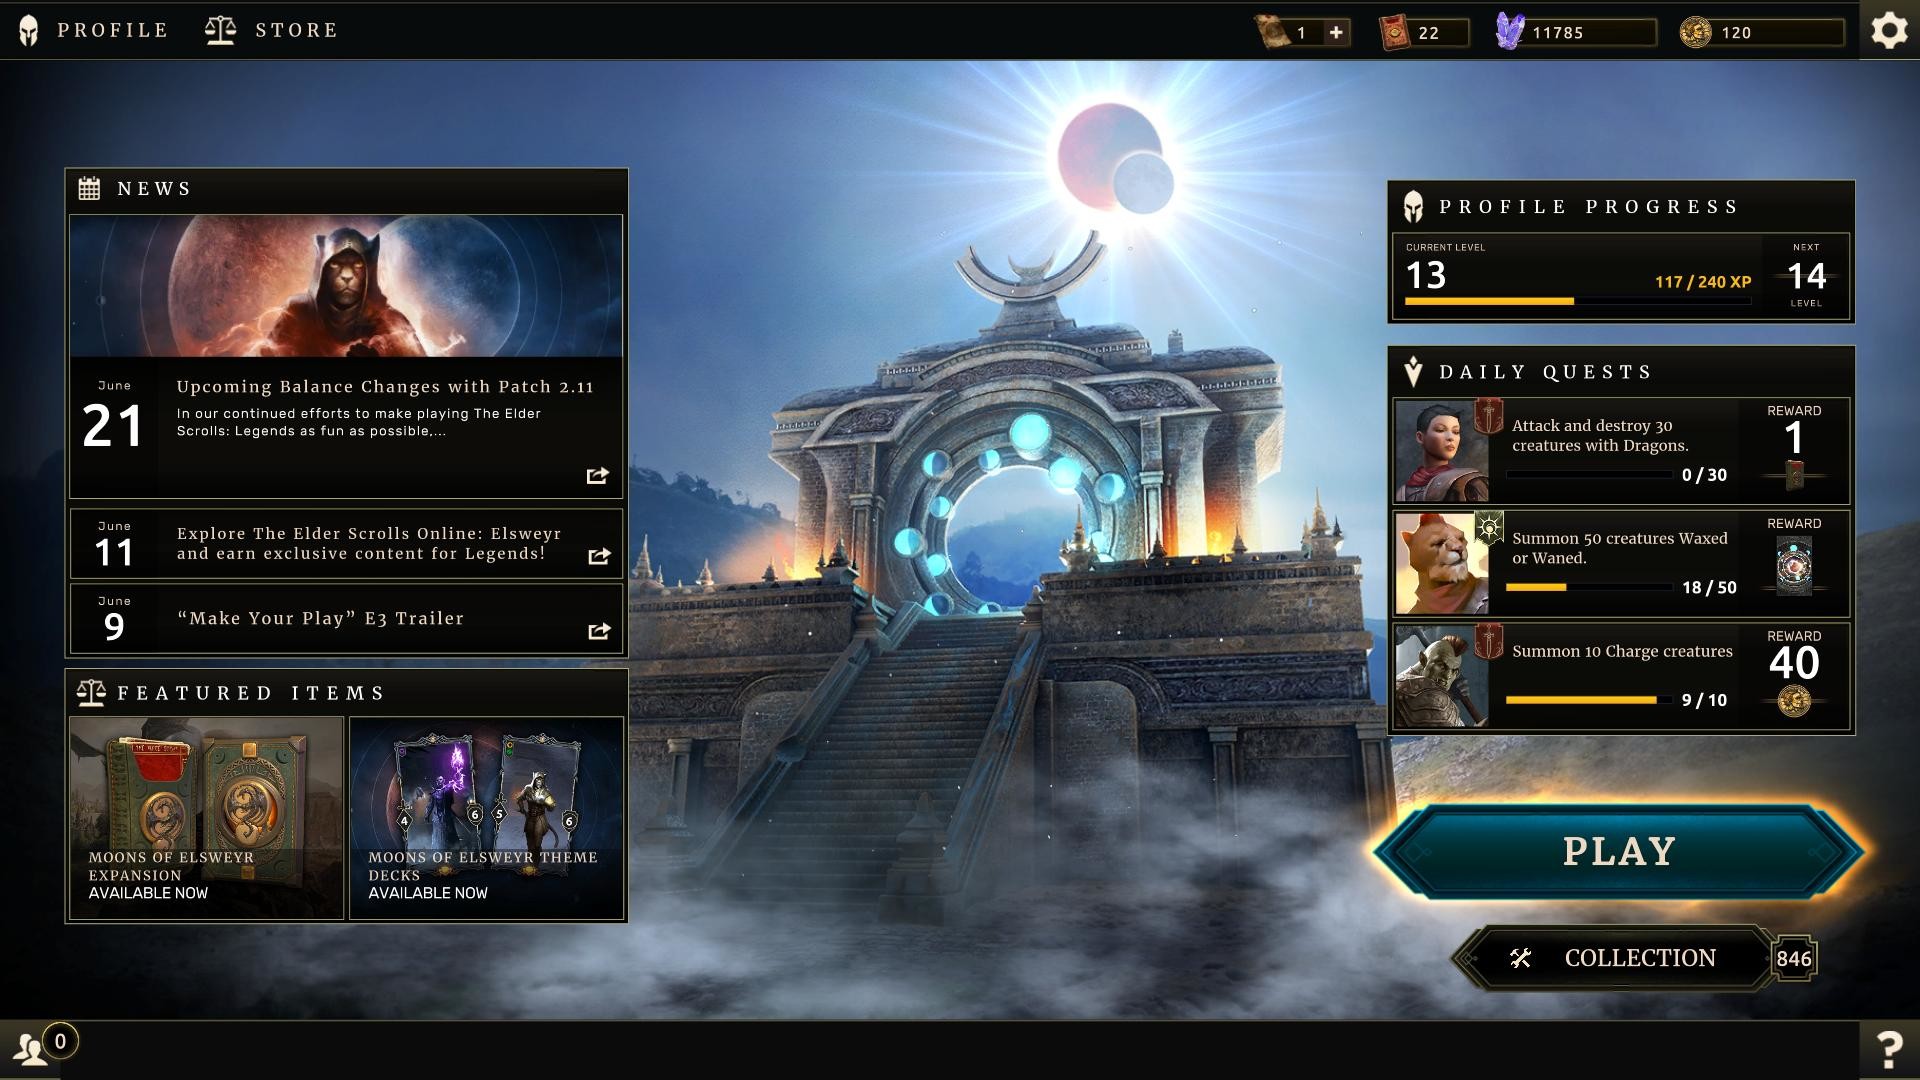 PROFILE
STORE
1
22
11785
120
NEWS
June
21
Upcoming Balance Changes with Patch 2.11
In our continued efforts to make playing The Elder
Scrolls: Legends as fun as possible,...
June
11
Explore The Elder Scrolls Online: Elsweyr
and earn exclusive content for Legends!
June
9
“Make Your Play” E3 Trailer
FEATURED ITEMS
MOONS OF ELSWEYR
EXPANSION
AVAILABLE NOW
4
6
5
6
MOONS OF ELSWEYR THEME
DECKS
AVAILABLE NOW
PROFILE PROGRESS
CURRENT LEVEL
13
117 / 240 XP
NEXT
14
LEVEL
DAILY QUESTS
Attack and destroy 30
creatures with Dragons.
0 / 30
REWARD
1
Summon 50 creatures Waxed
or Waned.
18 / 50
REWARD
Summon 10 Charge creatures
9 / 10
REWARD
40
PLAY
COLLECTION
846
0
?